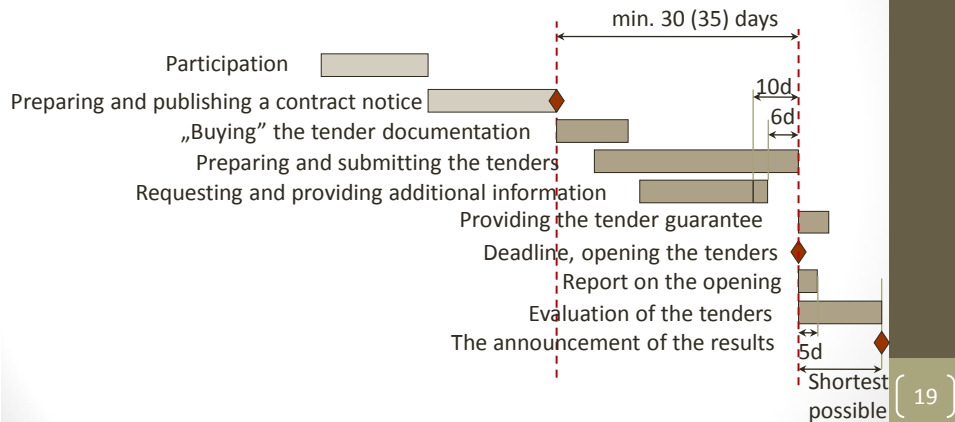 min. 30 (35) days
Participation
10d
Preparing and publishing a contract notice
6d
„Buying” the tender documentation
Preparing and submitting the tenders
Requesting and providing additional information
Providing the tender guarantee
Deadline, opening the tenders
Report on the opening
Evaluation of the tenders
The announcement of the results
5d
Shortest
possible
19